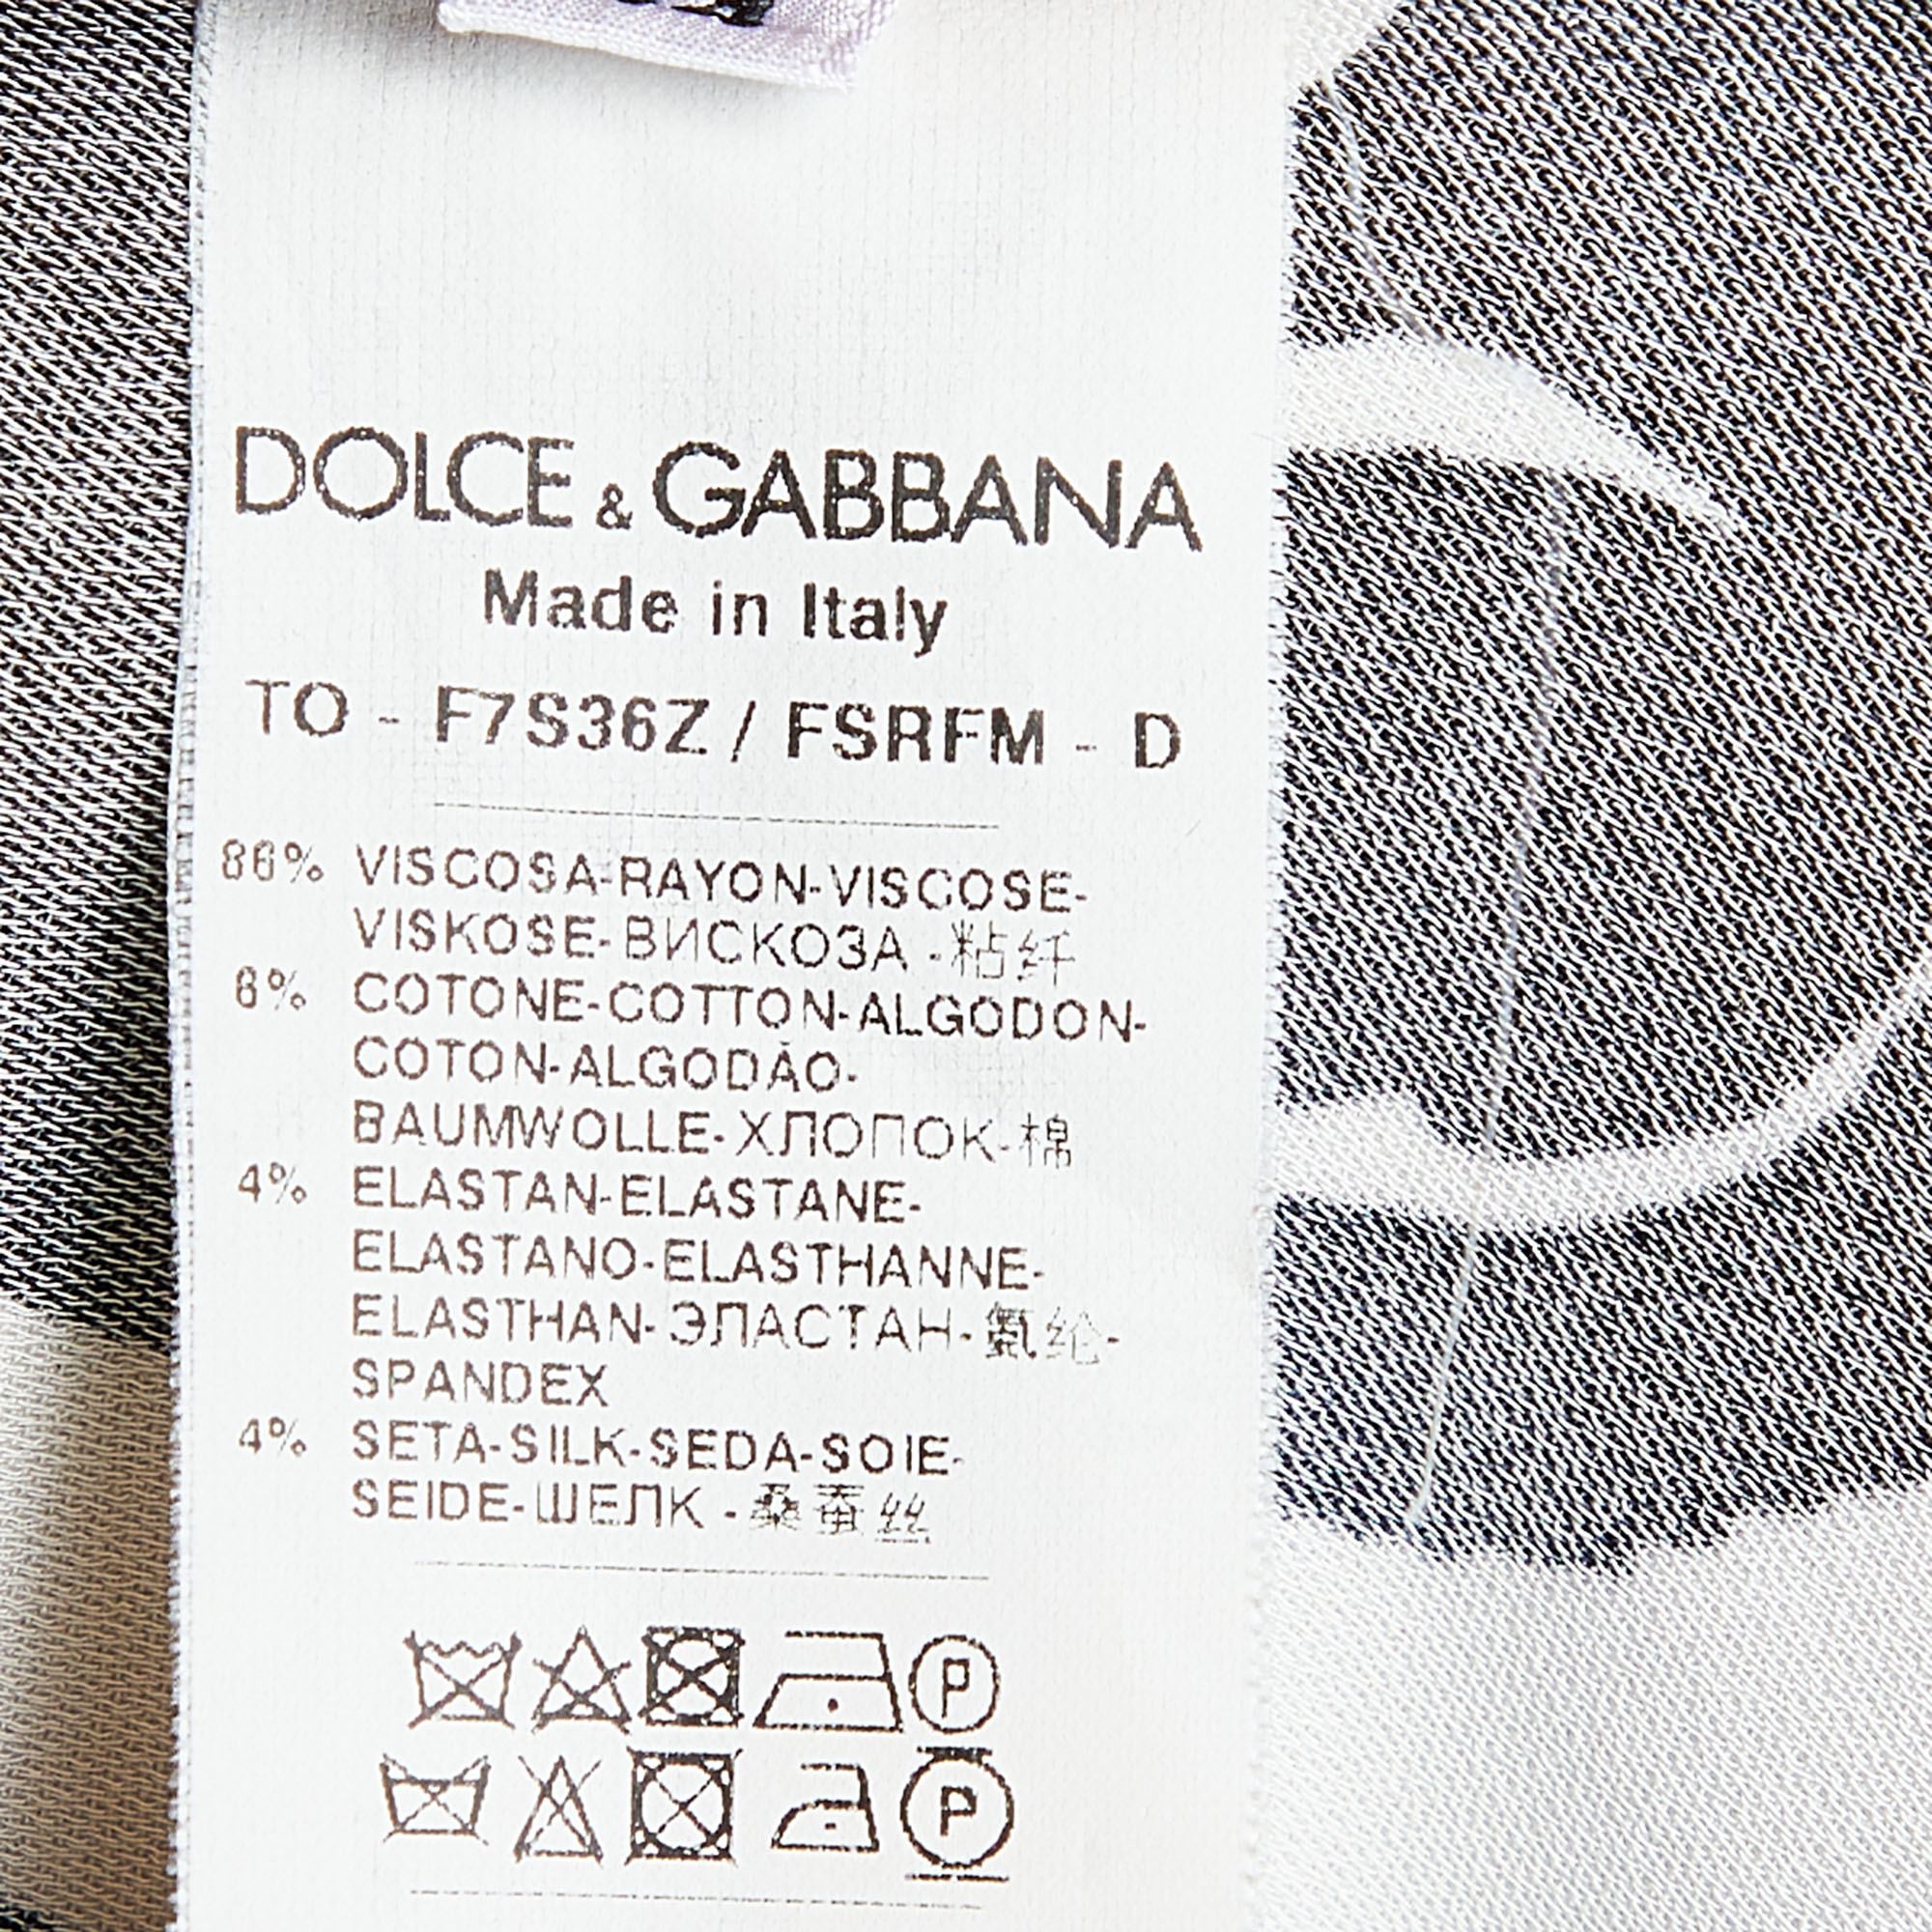 DOLCE & GABBANA
Made in Italy
TO - F7S36Z / FSRFM - D
86% VISCOSA-RAYON-VISCOSE-
VISKOSE-ВИСКОЗА -粘纤
6% COTONE-COTTON-ALGODON-
COTON-ALGODÃO-
BAUMWOLLE-ХЛОПОК-棉
4% ELASTAN-ELASTANE-
ELASTANO-ELASTHANNE-
ELASTHAN-ЭЛАСТАН-氨纶-
SPANDEX
4% SETA-SILK-SEDA-SOIE-
SEIDE-ШЕЛК -桑蚕丝
P
P